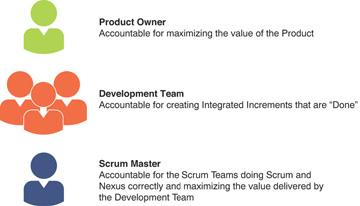 Product Owner
Accountable for maximizing the value of the Product
Development Team
Accountable for creating Integrated Increments that are “Done”
Scrum Master
Accountable for the Scrum Teams doing Scrum and
Nexus correctly and maximizing the value delivered by
the Development Team